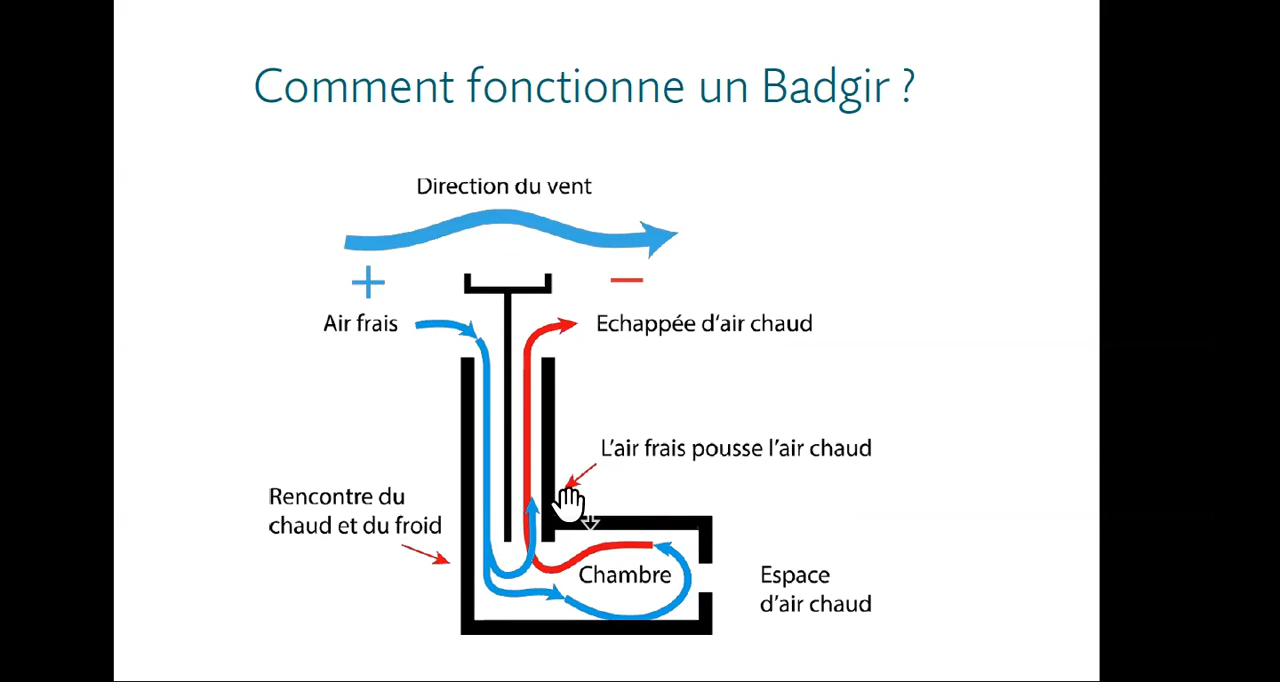 Comment fonctionne un Badgir ?
Direction du vent
+
−
Air frais
Echappée d'air chaud
L'air frais pousse l'air chaud
Rencontre du
chaud et du froid
Chambre
Espace
d'air chaud